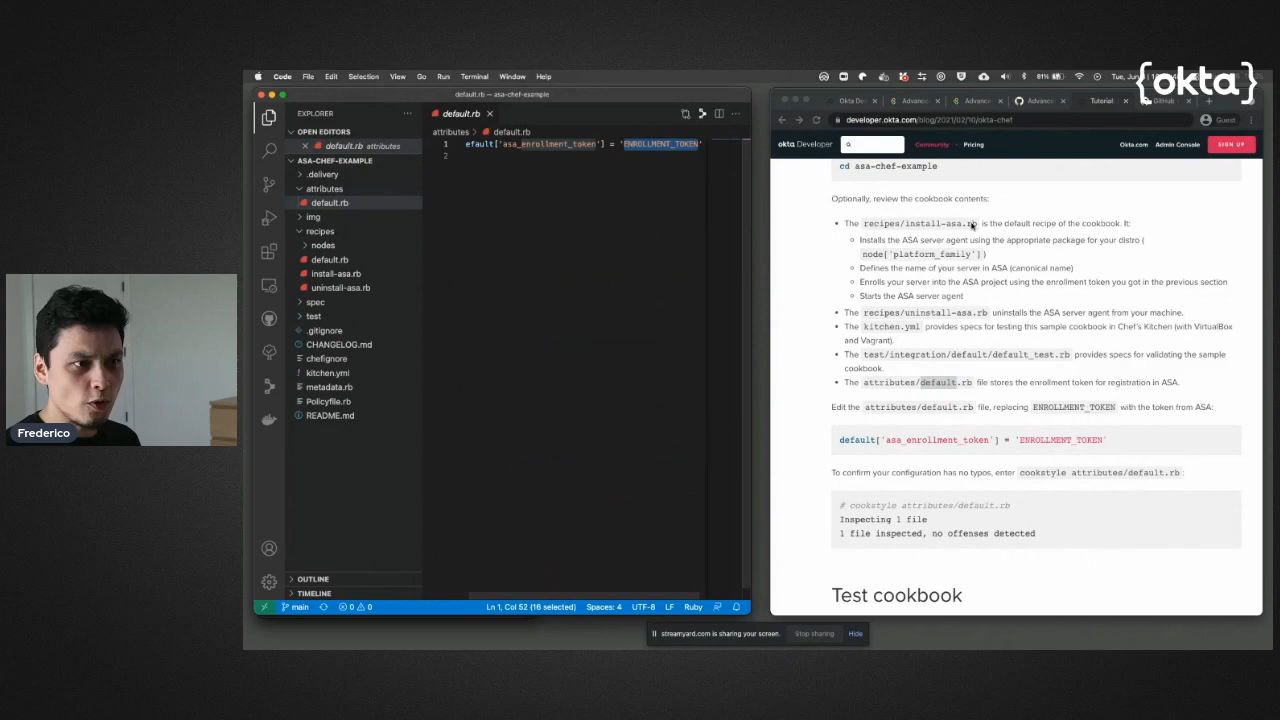 {okta}
Code File Edit Selection View Go Run Terminal Window Help
81%
default.rb — asa-chef-example
EXPLORER
OPEN EDITORS
default.rb attributes
ASA-CHEF-EXAMPLE
.delivery
attributes
default.rb
img
recipes
nodes
default.rb
install-asa.rb
uninstall-asa.rb
spec
test
.gitignore
CHANGELOG.md
chefignore
kitchen.yml
metadata.rb
Policyfile.rb
README.md
OUTLINE
TIMELINE
default.rb
attributes > default.rb
1 efault['asa_enrollment_token'] = 'ENROLLMENT_TOKEN'
2
main 0 0 Ln 1, Col 52 (16 selected) Spaces: 4 UTF-8 LF Ruby
Okta De Advanc Advanc Advanc Tutorial GitHub
developer.okta.com/blog/2021/02/10/okta-chef
Guest
okta Developer Community Pricing Okta.com Admin Console SIGN UP
cd asa-chef-example
Optionally, review the cookbook contents:
The recipes/install-asa.rb is the default recipe of the cookbook. It:
Installs the ASA server agent using the appropriate package for your distro (
node['platform_family'])
Defines the name of your server in ASA (canonical name)
Enrolls your server into the ASA project using the enrollment token you got in the previous section
Starts the ASA server agent
The recipes/uninstall-asa.rb uninstalls the ASA server agent from your machine.
The kitchen.yml provides specs for testing this sample cookbook in Chef's Kitchen (with VirtualBox
and Vagrant).
The test/integration/default/default_test.rb provides specs for validating the sample
cookbook.
The attributes/default.rb file stores the enrollment token for registration in ASA.
Edit the attributes/default.rb file, replacing ENROLLMENT_TOKEN with the token from ASA:
default['asa_enrollment_token'] = 'ENROLLMENT_TOKEN'
To confirm your configuration has no typos, enter cookstyle attributes/default.rb:
# cookstyle attributes/default.rb
Inspecting 1 file
1 file inspected, no offenses detected
Test cookbook
Frederico
streamyard.com is sharing your screen. Stop sharing Hide